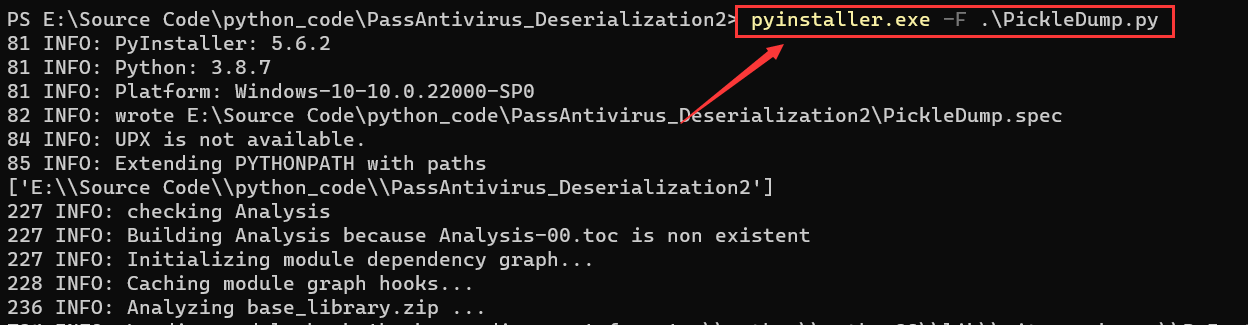 PS E:\Source Code\python_code\PassAntivirus_Deserialization2> pyinstaller.exe -F .\PickleDump.py
81 INFO: PyInstaller: 5.6.2
81 INFO: Python: 3.8.7
81 INFO: Platform: Windows-10-10.0.22000-SP0
82 INFO: wrote E:\Source Code\python_code\PassAntivirus_Deserialization2\PickleDump.spec
84 INFO: UPX is not available.
85 INFO: Extending PYTHONPATH with paths
['E:\\Source Code\\python_code\\PassAntivirus_Deserialization2']
227 INFO: checking Analysis
227 INFO: Building Analysis because Analysis-00.toc is non existent
227 INFO: Initializing module dependency graph...
228 INFO: Caching module graph hooks...
236 INFO: Analyzing base_library.zip ...